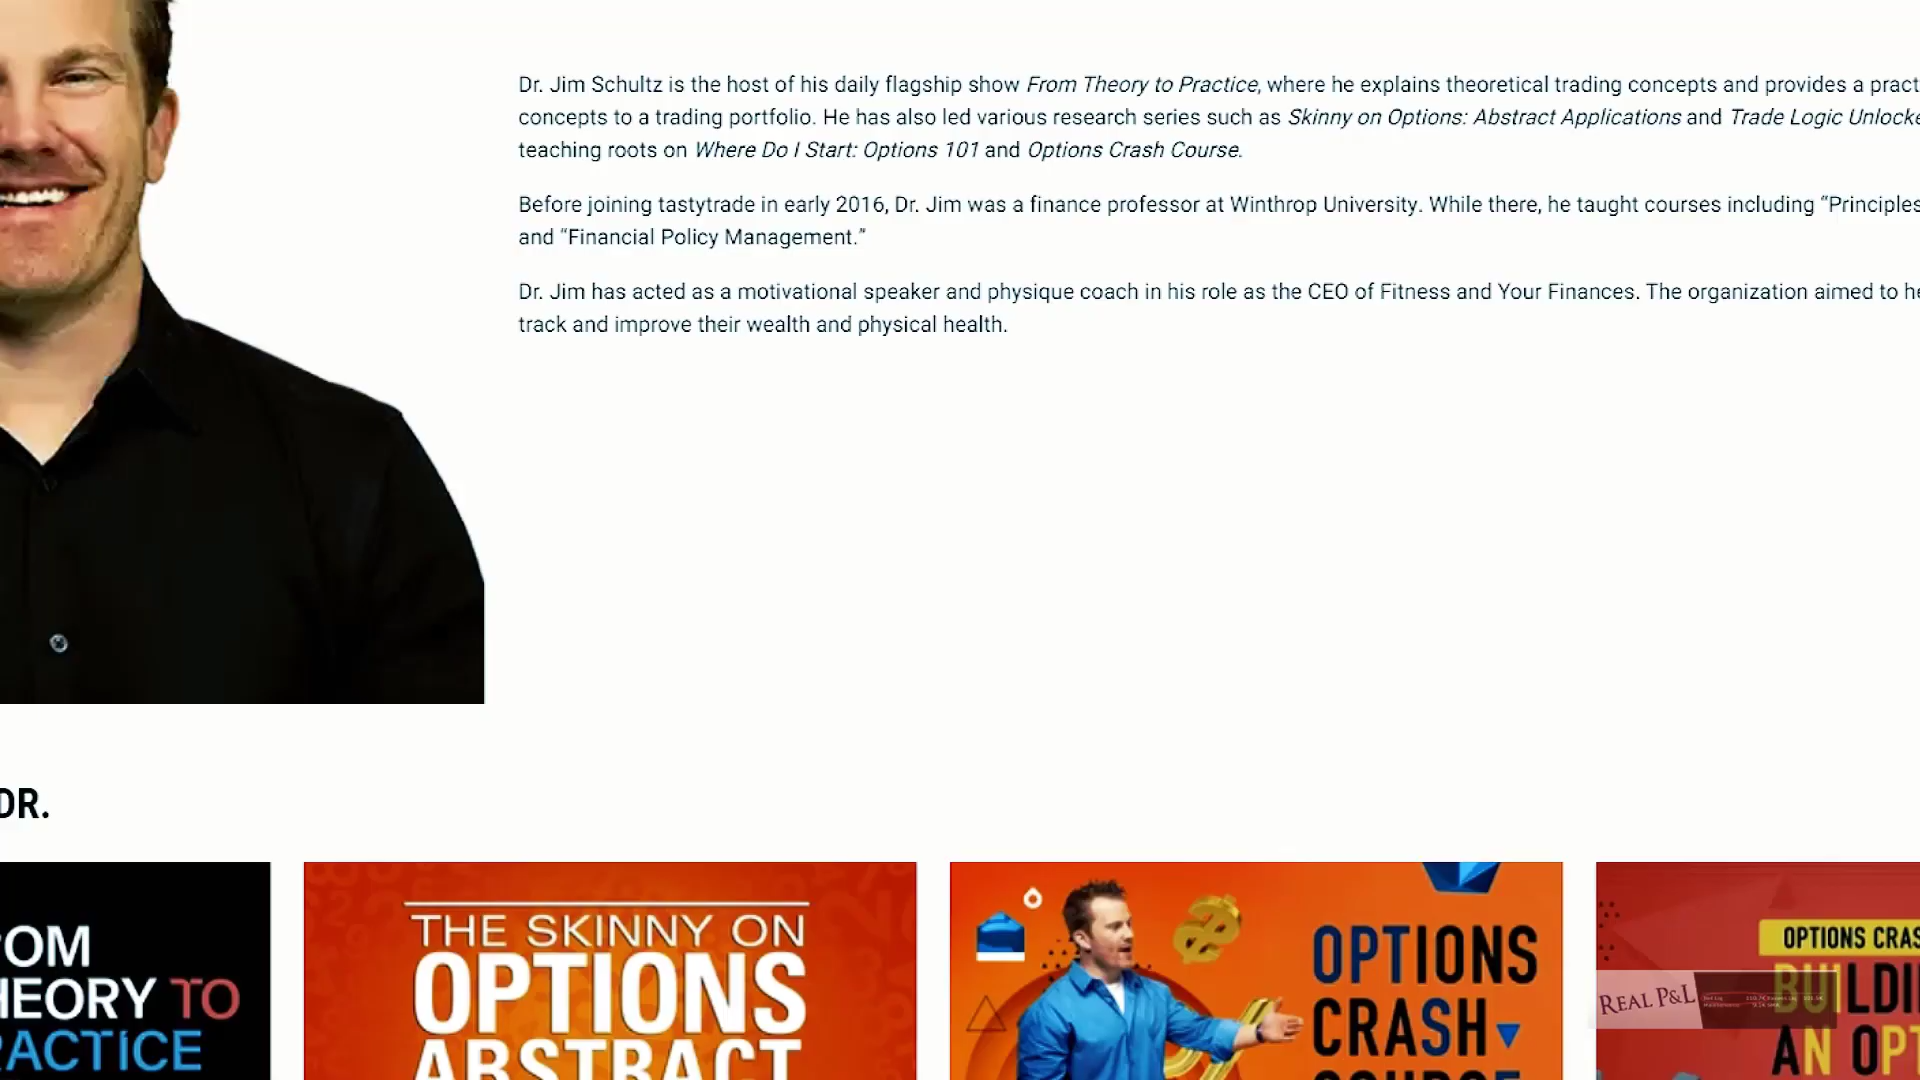 Dr. Jim Schultz is the host of his daily flagship show From Theory to Practice, where he explains theoretical trading concepts and provides a pract
concepts to a trading portfolio. He has also led various research series such as Skinny on Options: Abstract Applications and Trade Logic Unlocke
teaching roots on Where Do I Start: Options 101 and Options Crash Course.
Before joining tastytrade in early 2016, Dr. Jim was a finance professor at Winthrop University. While there, he taught courses including “Principles
and “Financial Policy Management.”
Dr. Jim has acted as a motivational speaker and physique coach in his role as the CEO of Fitness and Your Finances. The organization aimed to he
track and improve their wealth and physical health.
DR.
OM
HEORY TO
RACTICE
THE SKINNY ON
OPTIONS
ABSTRACT
OPTIONS
CRASH
COURSE
OPTIONS CRAS
BUILDI
AN OPT
REAL P&L